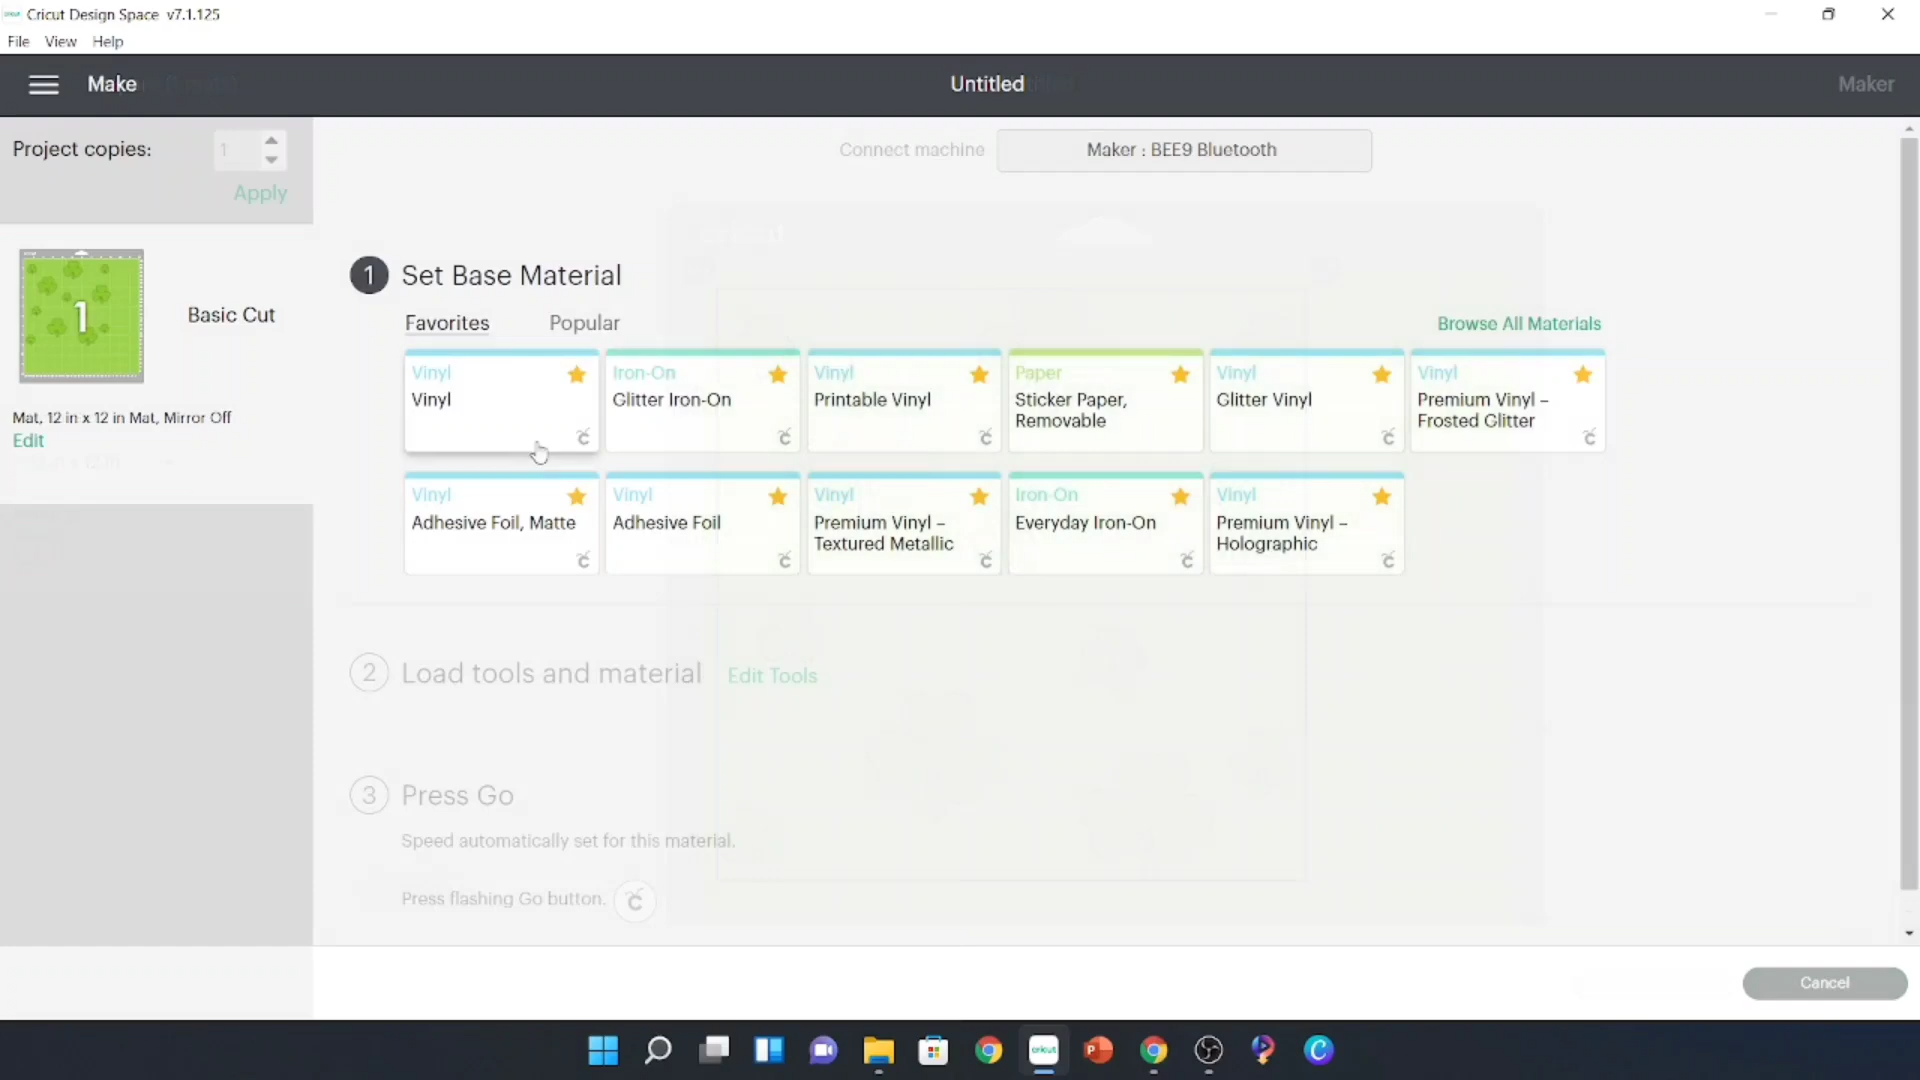 Cricut Design Space v7.1.125
File View Help
Make Untitled Maker
Project copies: 1
Apply
Connect machine Maker : BEE9 Bluetooth
1 Set Base Material
Favorites Popular Browse All Materials
1
Basic Cut
Mat, 12 in x 12 in Mat, Mirror Off
Edit
Vinyl
Vinyl
Iron-On
Glitter Iron-On
Vinyl
Printable Vinyl
Paper
Sticker Paper,
Removable
Vinyl
Glitter Vinyl
Vinyl
Premium Vinyl –
Frosted Glitter
Vinyl
Adhesive Foil, Matte
Vinyl
Adhesive Foil
Vinyl
Premium Vinyl –
Textured Metallic
Iron-On
Everyday Iron-On
Vinyl
Premium Vinyl –
Holographic
2 Load tools and material Edit Tools
3 Press Go
Speed automatically set for this material.
Press flashing Go button.
Cancel
cricut